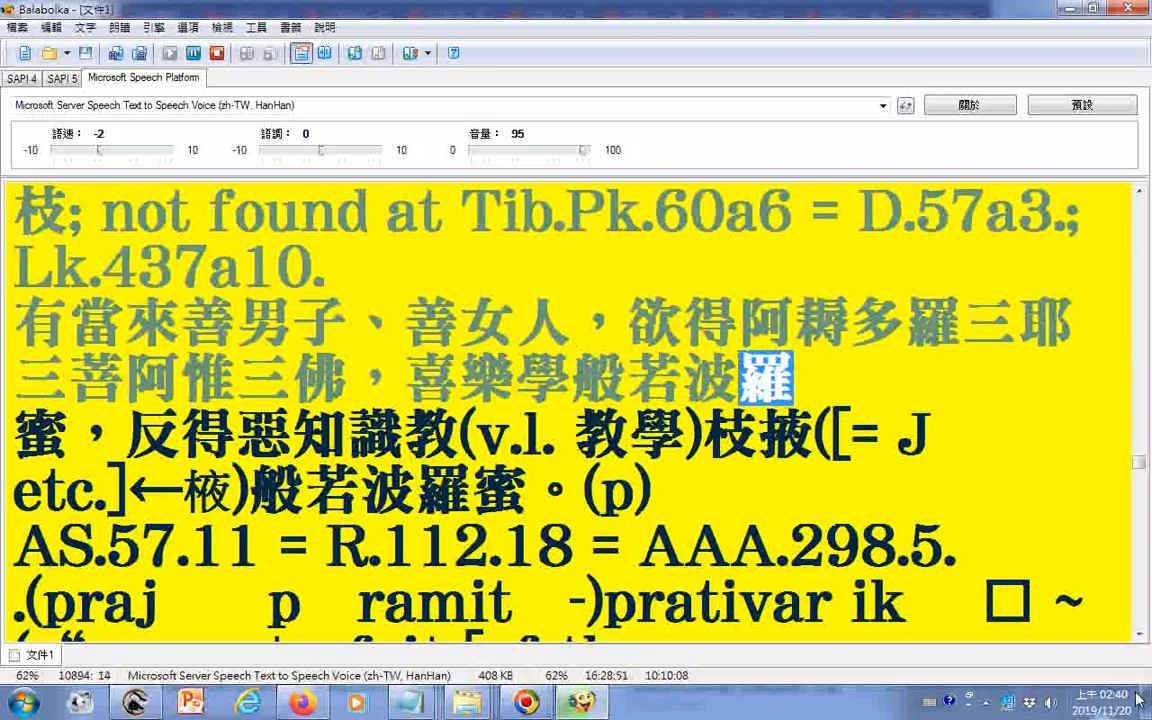 Balabolka - [文件1]
檔案 編輯 文字 朗讀 引擎 選項 檢視 工具 書籤 說明
SAPI 4 SAPI 5 Microsoft Speech Platform
Microsoft Server Speech Text to Speech Voice (zh-TW, HanHan) 關於 預設
語速： -2 語調： 0 音量： 95
-10 10 -10 10 0 100
枝; not found at Tib.Pk.60a6 = D.57a3.;
Lk.437a10.
有當來善男子、善女人，欲得阿耨多羅三耶
三菩阿惟三佛，喜樂學般若波羅
蜜，反得惡知識教(v.l. 教學)枝掖([= J
etc.]←棭)般若波羅蜜。(p)
AS.57.11 = R.112.18 = AAA.298.5.
.(praj p ramit -)prativar ik □ ~
文件1
62% 10894: 14 Microsoft Server Speech Text to Speech Voice (zh-TW, HanHan) 408 KB 62% 16:28:51 10:10:08
上午 02:40
2019/11/20